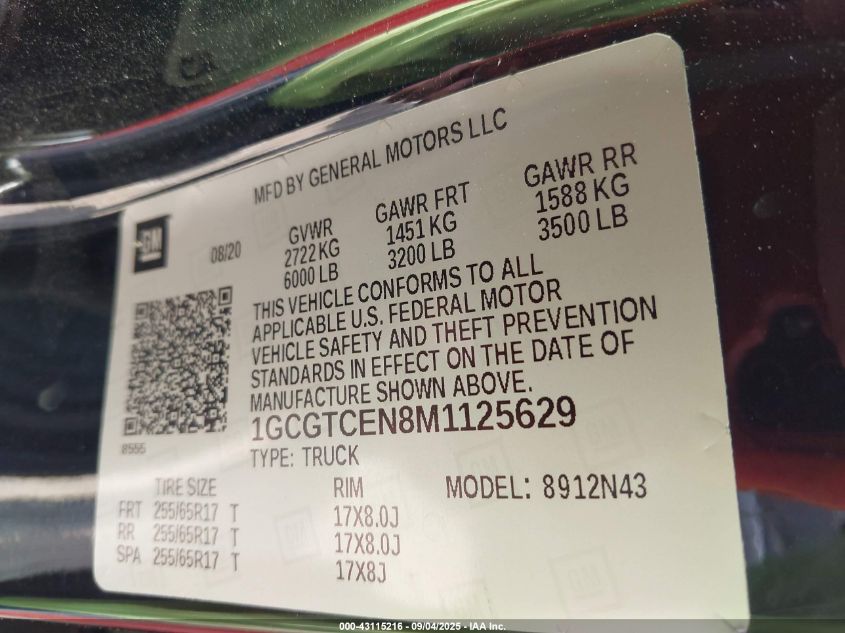 MFD BY GENERAL MOTORS LLC
GM
08/20
GVWR GAWR FRT GAWR RR
2722 KG 1451 KG 1588 KG
6000 LB 3200 LB 3500 LB
THIS VEHICLE CONFORMS TO ALL
APPLICABLE U.S. FEDERAL MOTOR
VEHICLE SAFETY AND THEFT PREVENTION
STANDARDS IN EFFECT ON THE DATE OF
MANUFACTURE SHOWN ABOVE.
8555
1GCGTCEN8M1125629
TYPE: TRUCK
TIRE SIZE RIM MODEL: 8912N43
FRT 255/65R17 T 17X8.0J
RR 255/65R17 T 17X8.0J
SPA 255/65R17 T 17X8J
000-43115216 - 09/04/2025 - IAA Inc.